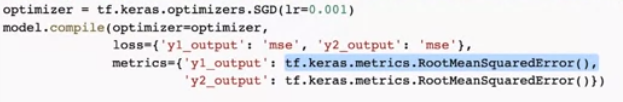 optimizer = tf.keras.optimizers.SGD(lr=0.001)
model.compile(optimizer=optimizer,
loss={'y1_output': 'mse', 'y2_output': 'mse'},
metrics={'y1_output': tf.keras.metrics.RootMeanSquaredError(),
'y2_output': tf.keras.metrics.RootMeanSquaredError()})